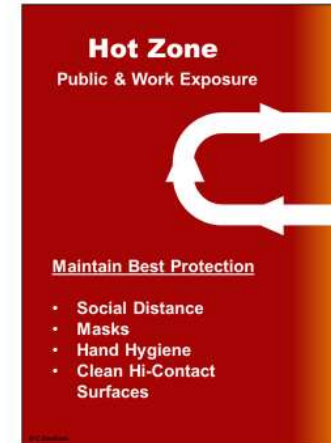 Hot Zone
Public & Work Exposure
Maintain Best Protection
• Social Distance
• Masks
• Hand Hygiene
• Clean Hi-Contact
Surfaces